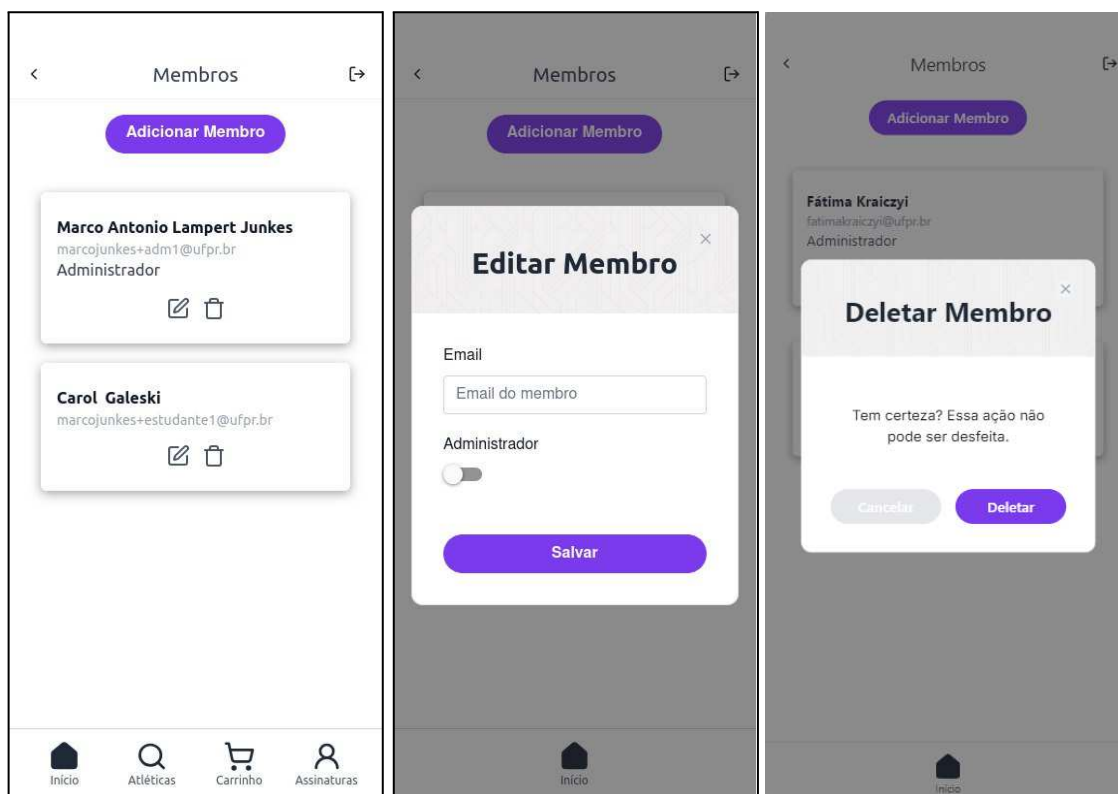 Membros
Adicionar Membro
Marco Antonio Lampert Junkes
marcojunkes+adm1@ufpr.br
Administrador
Carol Galeski
marcojunkes+estudante1@ufpr.br
Início
Atléticas
Carrinho
Assinaturas
Membros
Adicionar Membro
Editar Membro
Email
Email do membro
Administrador
Salvar
Início
Membros
Adicionar Membro
Fátima Kraiczyi
fatimakraiczyi@ufpr.br
Administrador
Deletar Membro
Tem certeza? Essa ação não
pode ser desfeita.
Cancelar
Deletar
Início